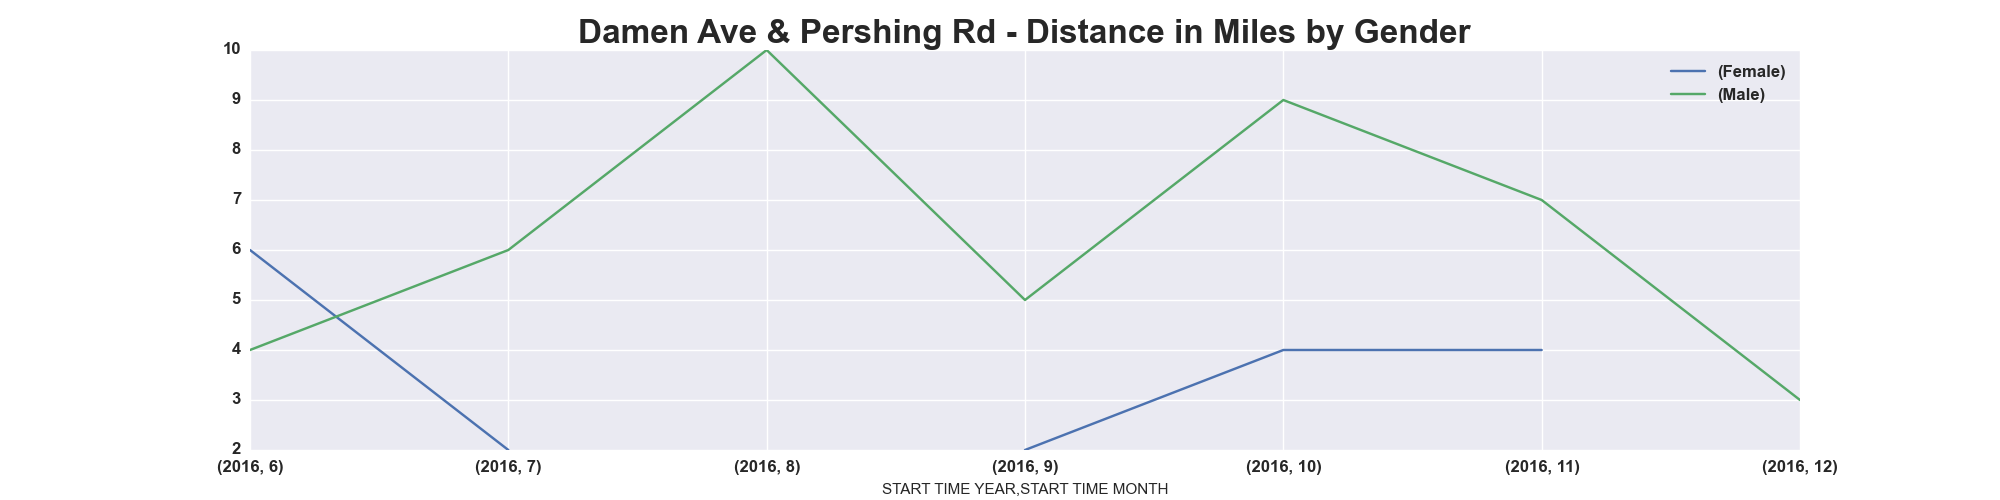 Damen Ave & Pershing Rd - Distance in Miles by Gender
10
9
8
7
6
5
4
3
2
(Female)
(Male)
(2016, 6) (2016, 7) (2016, 8) (2016, 9) (2016, 10) (2016, 11) (2016, 12)
START TIME YEAR,START TIME MONTH